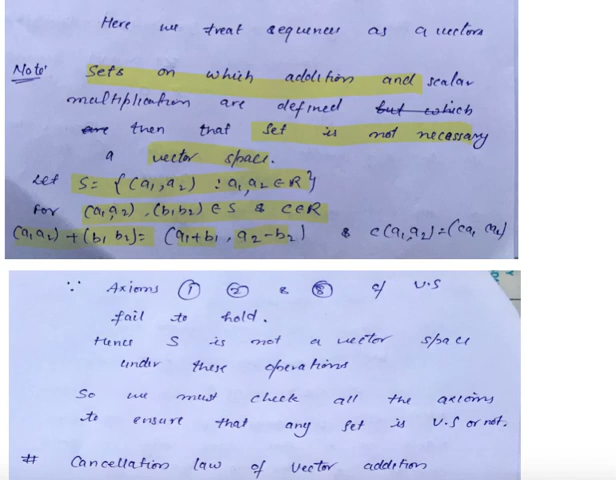 Here we treat sequences as a vectors
Note: Sets on which addition and scalar
multiplication are defined but which
are then that set is not necessary
a vector space.
Let S = { (a₁, a₂) : a₁, a₂ ∈ R }
For (a₁, a₂), (b₁ b₂) ∈ S & c ∈ R
(a₁ a₂) + (b₁ b₂) = (a₁+b₁, a₂-b₂) & c(a₁, a₂) = (ca₁ ca₂)
∵ Axioms ① ② & ⑧ of V.S
fail to hold.
Hence S is not a vector space
under these operations
So we must check all the axioms
to ensure that any set is V.S or not.
# Cancellation law of vector addition